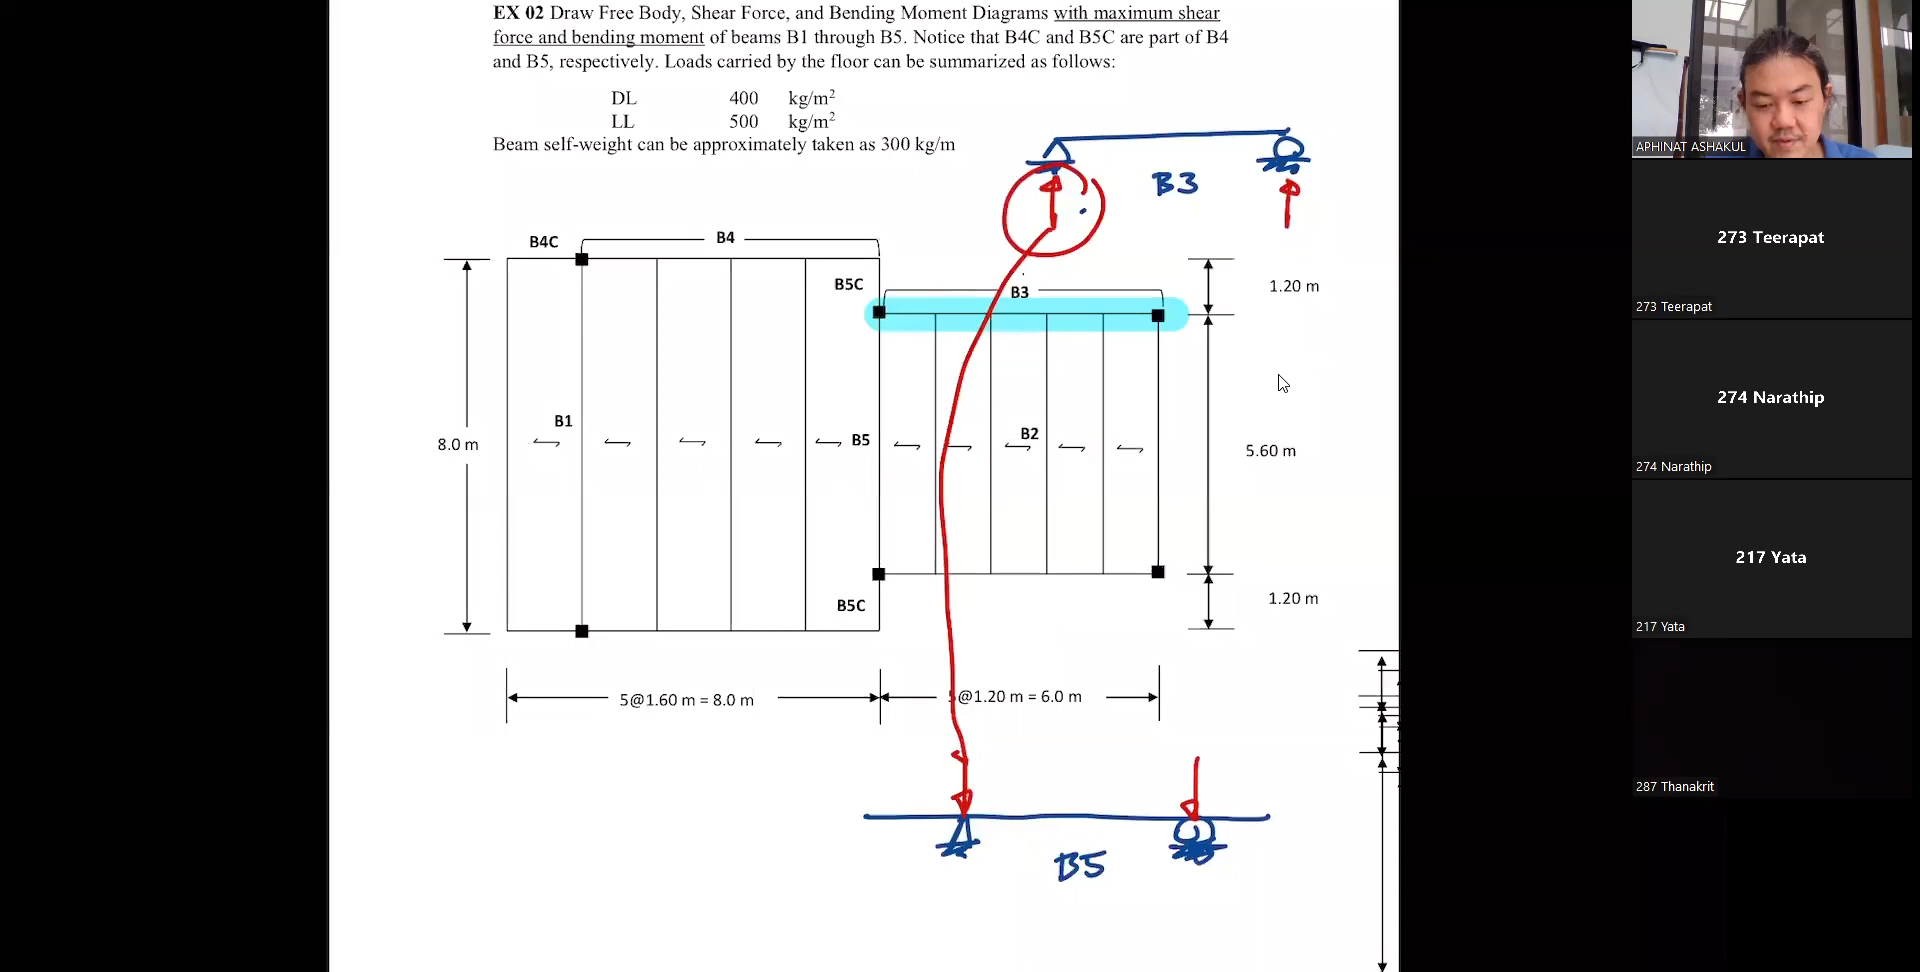 EX 02 Draw Free Body, Shear Force, and Bending Moment Diagrams with maximum shear
force and bending moment of beams B1 through B5. Notice that B4C and B5C are part of B4
and B5, respectively. Loads carried by the floor can be summarized as follows:
DL 400 kg/m²
LL 500 kg/m²
Beam self-weight can be approximately taken as 300 kg/m
B3
B4C
B4
B5C
B3
1.20 m
B1
B5
B2
8.0 m
5.60 m
B5C
1.20 m
5@1.60 m = 8.0 m
@1.20 m = 6.0 m
B5
APHINAT ASHAKUL
273 Teerapat
273 Teerapat
274 Narathip
274 Narathip
217 Yata
217 Yata
287 Thanakrit